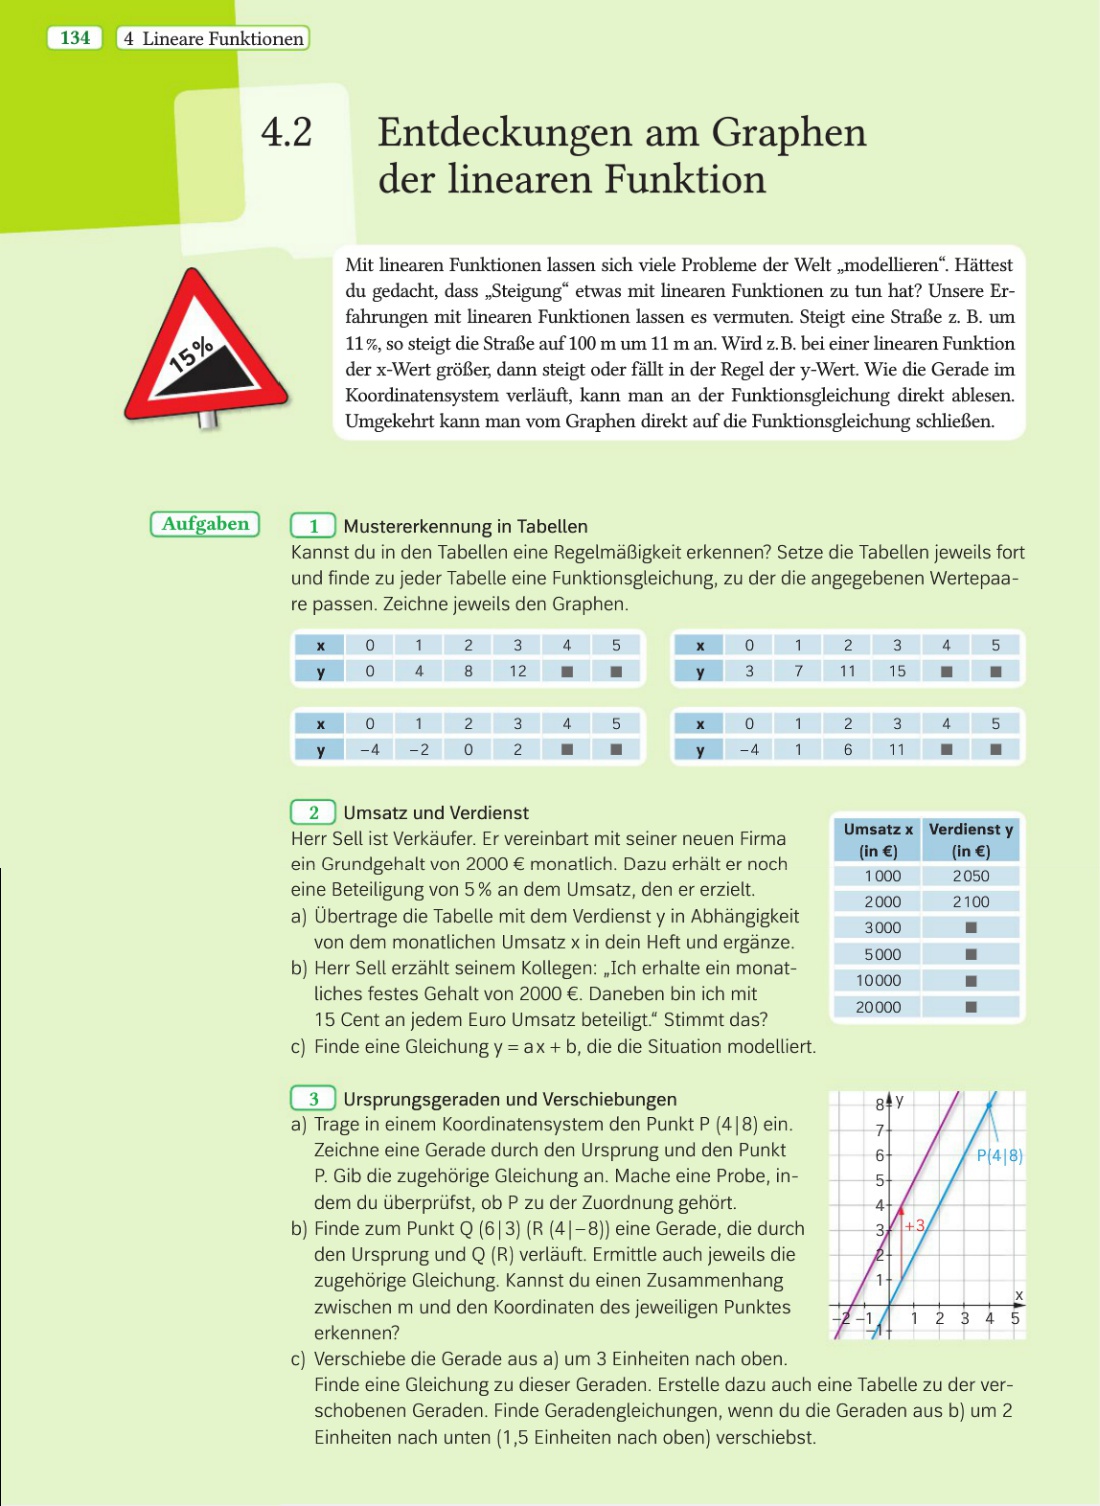 134
4 Lineare Funktionen
4.2 Entdeckungen am Graphen
der linearen Funktion
15%
Mit linearen Funktionen lassen sich viele Probleme der Welt „modellieren“. Hättest
du gedacht, dass „Steigung“ etwas mit linearen Funktionen zu tun hat? Unsere Er-
fahrungen mit linearen Funktionen lassen es vermuten. Steigt eine Straße z. B. um
11 %, so steigt die Straße auf 100 m um 11 m an. Wird z. B. bei einer linearen Funktion
der x-Wert größer, dann steigt oder fällt in der Regel der y-Wert. Wie die Gerade im
Koordinatensystem verläuft, kann man an der Funktionsgleichung direkt ablesen.
Umgekehrt kann man vom Graphen direkt auf die Funktionsgleichung schließen.
Aufgaben
1 Mustererkennung in Tabellen
Kannst du in den Tabellen eine Regelmäßigkeit erkennen? Setze die Tabellen jeweils fort
und finde zu jeder Tabelle eine Funktionsgleichung, zu der die angegebenen Wertepaa-
re passen. Zeichne jeweils den Graphen.
x 0 1 2 3 4 5
y 0 4 8 12 ■ ■
x 0 1 2 3 4 5
y 3 7 11 15 ■ ■
x 0 1 2 3 4 5
y −4 −2 0 2 ■ ■
x 0 1 2 3 4 5
y −4 1 6 11 ■ ■
2 Umsatz und Verdienst
Herr Sell ist Verkäufer. Er vereinbart mit seiner neuen Firma
ein Grundgehalt von 2000 € monatlich. Dazu erhält er noch
eine Beteiligung von 5 % an dem Umsatz, den er erzielt.
a) Übertrage die Tabelle mit dem Verdienst y in Abhängigkeit
von dem monatlichen Umsatz x in dein Heft und ergänze.
b) Herr Sell erzählt seinem Kollegen: „Ich erhalte ein monat-
liches festes Gehalt von 2000 €. Daneben bin ich mit
15 Cent an jedem Euro Umsatz beteiligt.“ Stimmt das?
c) Finde eine Gleichung y = ax + b, die die Situation modelliert.
Umsatz x Verdienst y
(in €) (in €)
1000 2050
2000 2100
3000 ■
5000 ■
10000 ■
20000 ■
3 Ursprungsgeraden und Verschiebungen
a) Trage in einem Koordinatensystem den Punkt P (4|8) ein.
Zeichne eine Gerade durch den Ursprung und den Punkt
P. Gib die zugehörige Gleichung an. Mache eine Probe, in-
dem du überprüfst, ob P zu der Zuordnung gehört.
b) Finde zum Punkt Q (6|3) (R (4|−8)) eine Gerade, die durch
den Ursprung und Q (R) verläuft. Ermittle auch jeweils die
zugehörige Gleichung. Kannst du einen Zusammenhang
zwischen m und den Koordinaten des jeweiligen Punktes
erkennen?
c) Verschiebe die Gerade aus a) um 3 Einheiten nach oben.
Finde eine Gleichung zu dieser Geraden. Erstelle dazu auch eine Tabelle zu der ver-
schobenen Geraden. Finde Geradengleichungen, wenn du die Geraden aus b) um 2
Einheiten nach unten (1,5 Einheiten nach oben) verschiebst.
8 y
7
6 P(4|8)
5
4
3 +3
2
1
x
−2 −1 1 2 3 4 5
−1